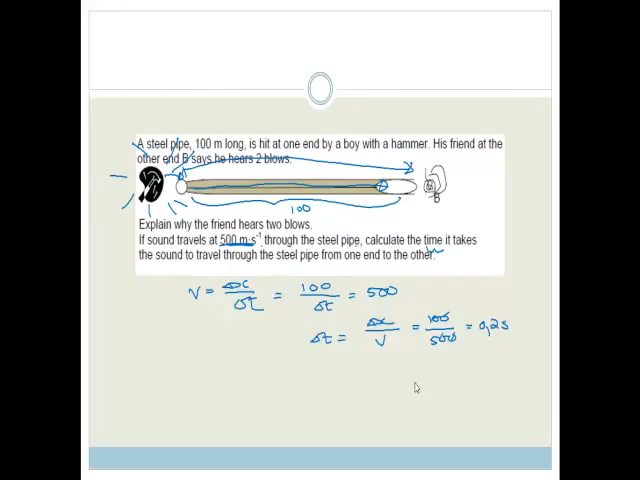 A steel pipe, 100 m long, is hit at one end by a boy with a hammer. His friend at the
other end B says he hears 2 blows.
B
100
Explain why the friend hears two blows.
If sound travels at 500 m·s⁻¹ through the steel pipe, calculate the time it takes
the sound to travel through the steel pipe from one end to the other.
V = Δx/Δt = 100/Δt = 500
Δt = Δx/V = 100/500 = 0,2s